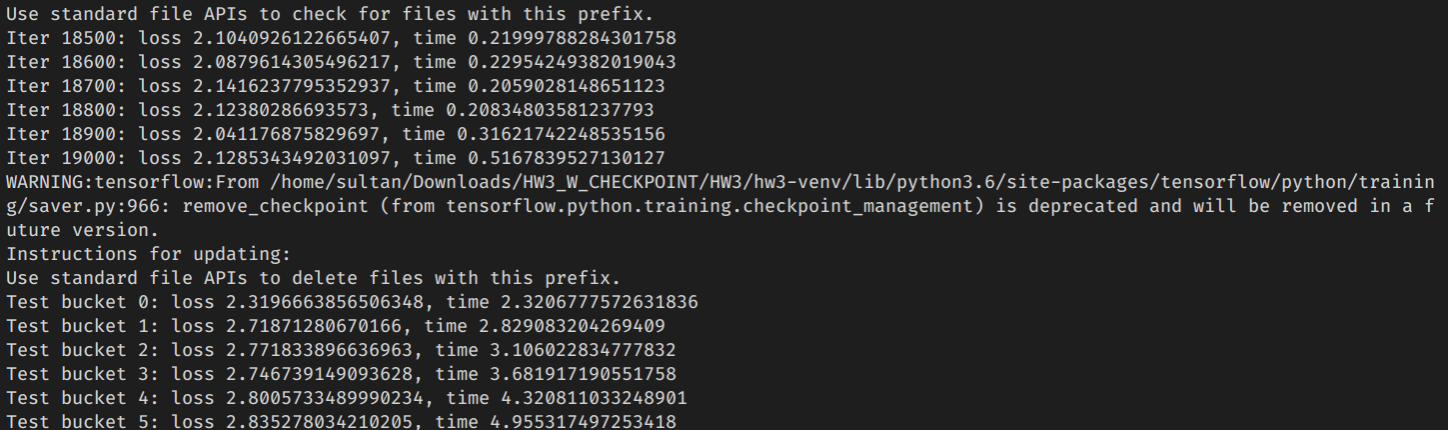 Use standard file APIs to check for files with this prefix.
Iter 18500: loss 2.1040926122665407, time 0.21999788284301758
Iter 18600: loss 2.0879614305496217, time 0.22954249382019043
Iter 18700: loss 2.1416237795352937, time 0.2059028148651123
Iter 18800: loss 2.12380286693573, time 0.20834803581237793
Iter 18900: loss 2.041176875829697, time 0.31621742248535156
Iter 19000: loss 2.1285343492031097, time 0.5167839527130127
WARNING:tensorflow:From /home/sultan/Downloads/HW3_W_CHECKPOINT/HW3/hw3-venv/lib/python3.6/site-packages/tensorflow/python/trainin
g/saver.py:966: remove_checkpoint (from tensorflow.python.training.checkpoint_management) is deprecated and will be removed in a f
uture version.
Instructions for updating:
Use standard file APIs to delete files with this prefix.
Test bucket 0: loss 2.3196663856506348, time 2.3206777572631836
Test bucket 1: loss 2.71871280670166, time 2.829083204269409
Test bucket 2: loss 2.771833896636963, time 3.106022834777832
Test bucket 3: loss 2.746739149093628, time 3.681917190551758
Test bucket 4: loss 2.8005733489990234, time 4.320811033248901
Test bucket 5: loss 2.835278034210205, time 4.955317497253418